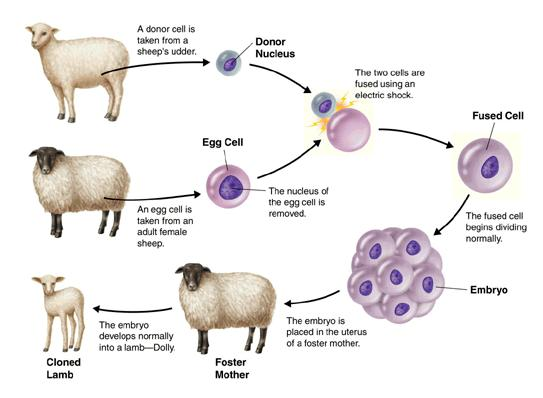 A donor cell is
taken from a
sheep's udder.
Donor
Nucleus
The two cells are
fused using an
electric shock.
Fused Cell
Egg Cell
The nucleus of
the egg cell is
removed.
An egg cell is
taken from an
adult female
sheep.
The fused cell
begins dividing
normally.
Embryo
The embryo is
placed in the uterus
of a foster mother.
The embryo
develops normally
into a lamb—Dolly.
Foster
Mother
Cloned
Lamb